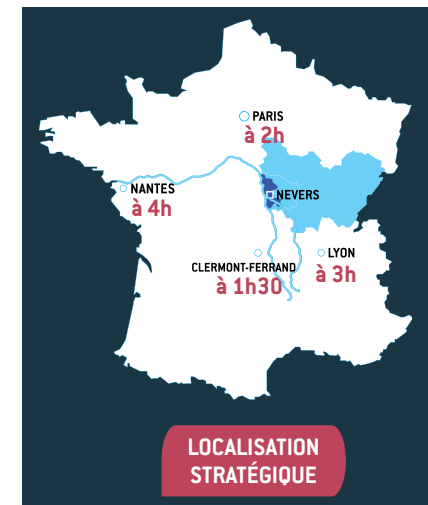 PARIS
à 2h
NANTES
à 4h
NEVERS
CLERMONT-FERRAND
à 1h30
LYON
à 3h
LOCALISATION
STRATÉGIQUE